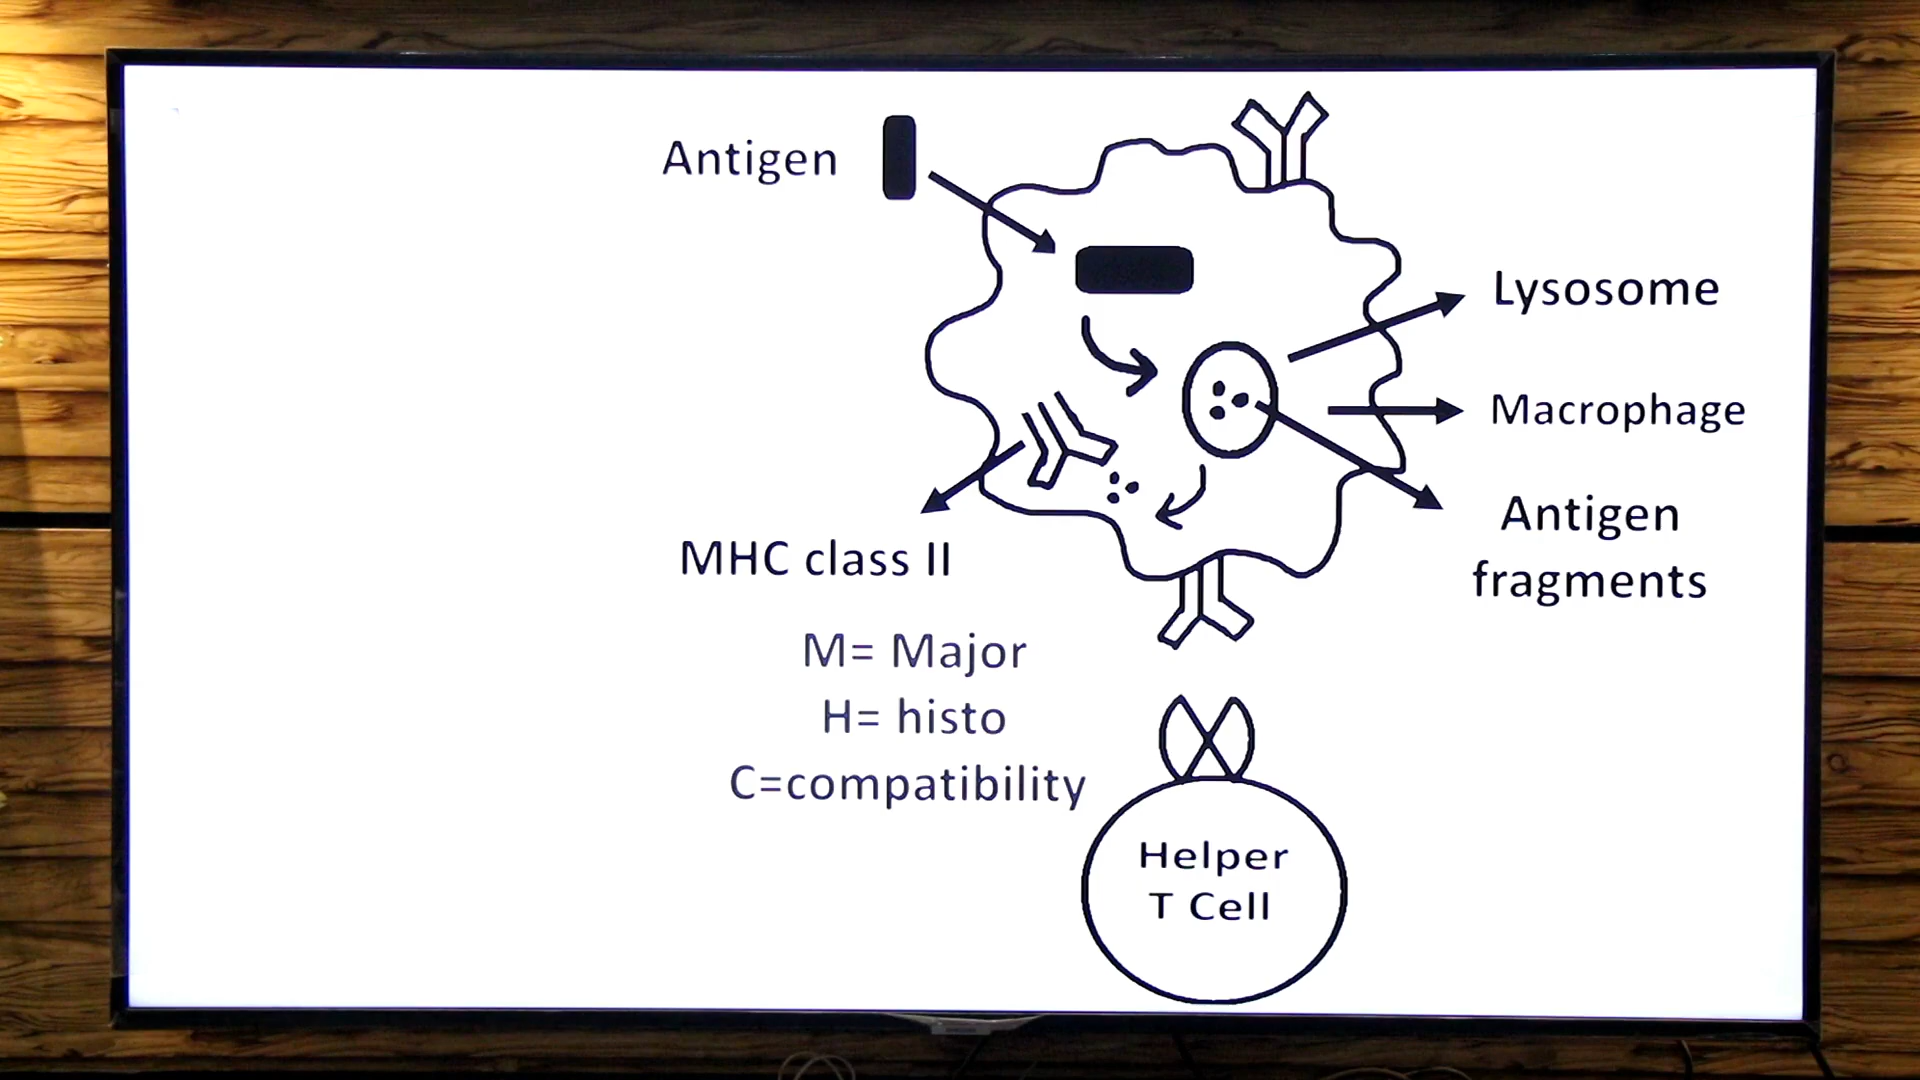 Antigen
Lysosome
Macrophage
Antigen
fragments
MHC class II
M= Major
H= histo
C=compatibility
Helper
T Cell